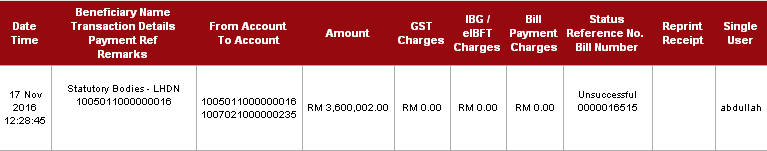 Date
Time
Beneficiary Name
Transaction Details
Payment Ref
Remarks
From Account
To Account
Amount
GST
Charges
IBG /
eIBFT
Charges
Bill
Payment
Charges
Status
Reference No.
Bill Number
Reprint
Receipt
Single
User
17 Nov
2016
12:28:45
Statutory Bodies - LHDN
1005011000000016
1005011000000016
1007021000000235
RM 3,600,002.00
RM 0.00
RM 0.00
RM 0.00
Unsuccessful
0000016515
abdullah